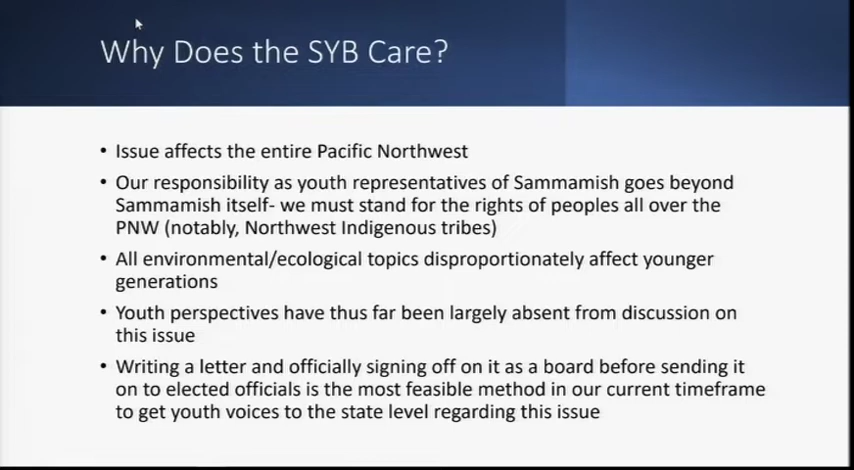 Why Does the SYB Care?
• Issue affects the entire Pacific Northwest
• Our responsibility as youth representatives of Sammamish goes beyond
Sammamish itself- we must stand for the rights of peoples all over the
PNW (notably, Northwest Indigenous tribes)
• All environmental/ecological topics disproportionately affect younger
generations
• Youth perspectives have thus far been largely absent from discussion on
this issue
• Writing a letter and officially signing off on it as a board before sending it
on to elected officials is the most feasible method in our current timeframe
to get youth voices to the state level regarding this issue